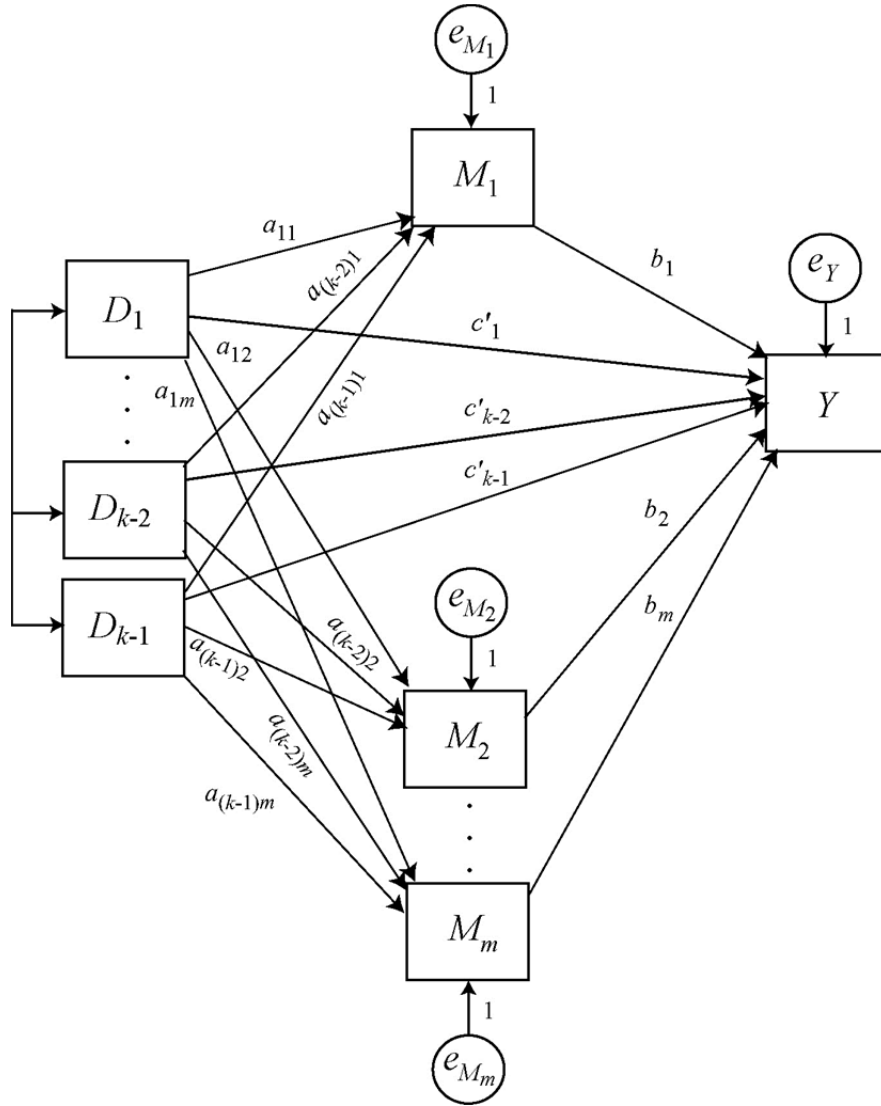 e_{M_1}
1
M_1
a_{11}
a_{(k-2)1}
b_1
e_Y
1
D_1
a_{12}
c'_1
a_{1m}
a_{(k-1)1}
Y
c'_{k-2}
D_{k-2}
c'_{k-1}
b_2
D_{k-1}
e_{M_2}
b_m
a_{(k-2)2}
a_{(k-1)2}
1
a_{(k-2)m}
M_2
a_{(k-1)m}
M_m
1
e_{M_m}